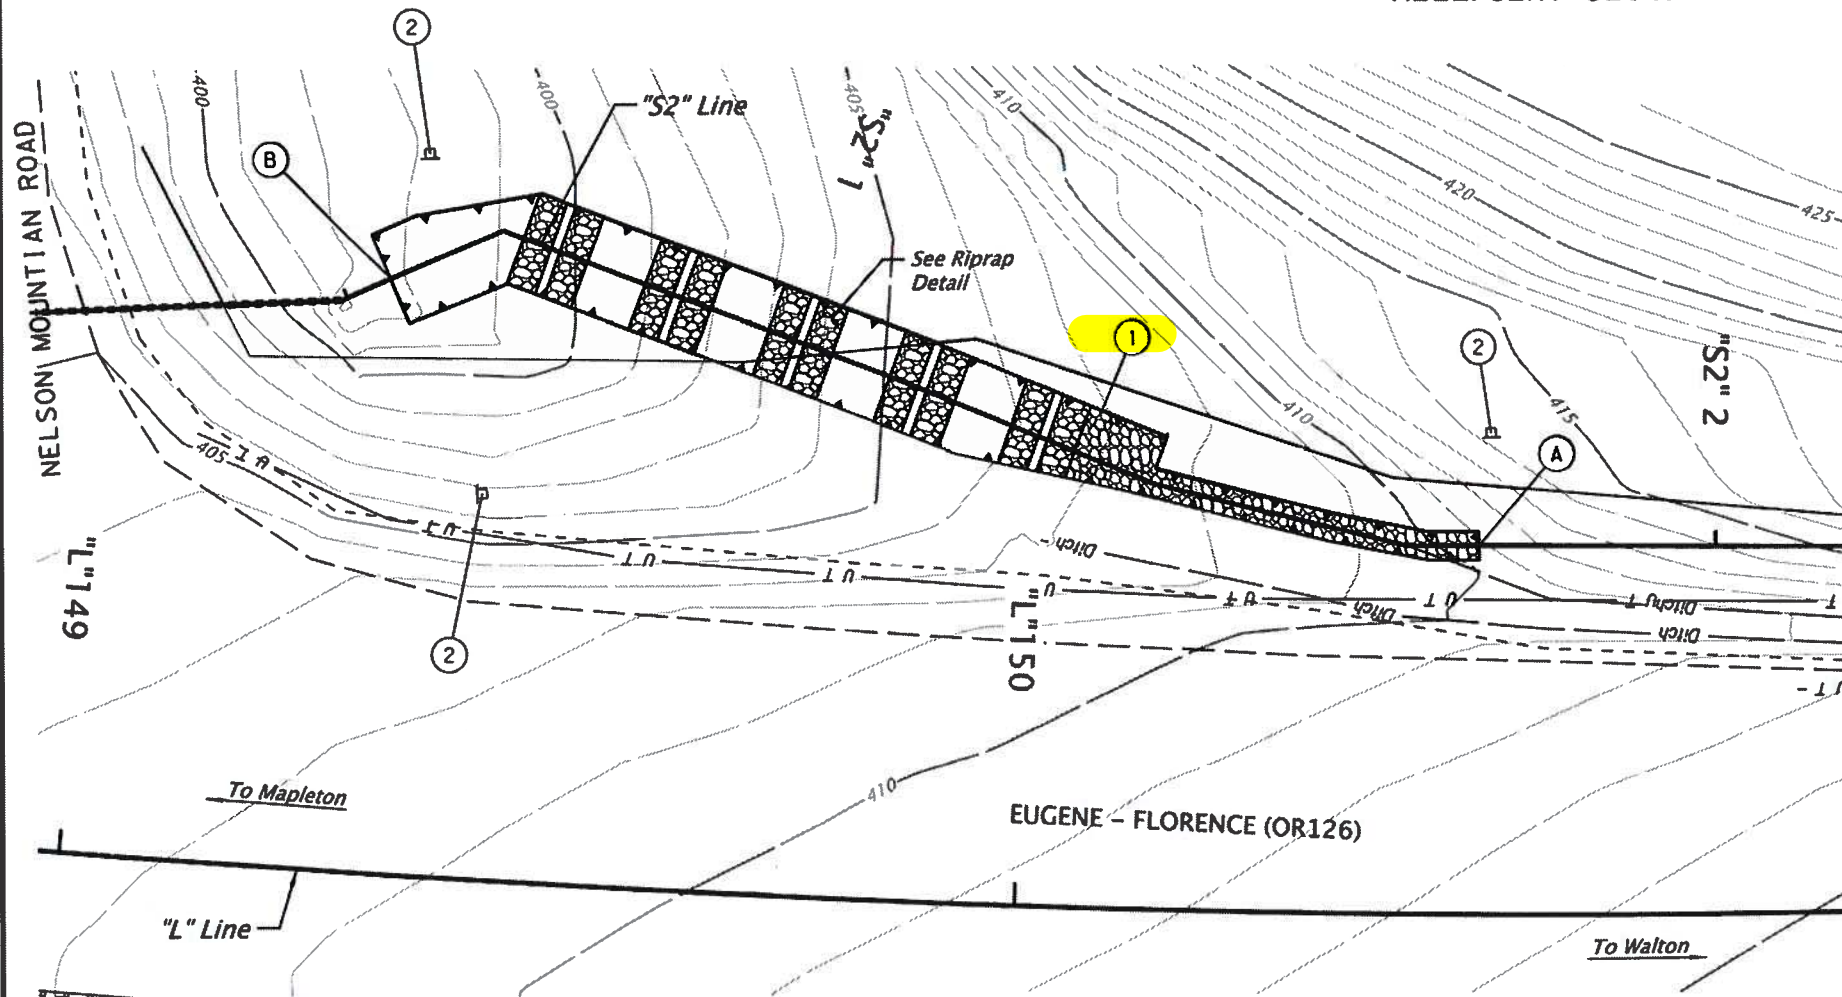 2
400
400
"S2" Line
405
"S2" 1
410
420
425
B
NELSON MOUNTIAN ROAD
See Riprap
Detail
1
2
"S2" 2
410
415
A
405
"L"149
2
U T
U T
Ditch
U
U T
Ditch
U T
Ditch
U T
Ditch
T
"L"150
410
To Mapleton
EUGENE – FLORENCE (OR126)
"L" Line
To Walton